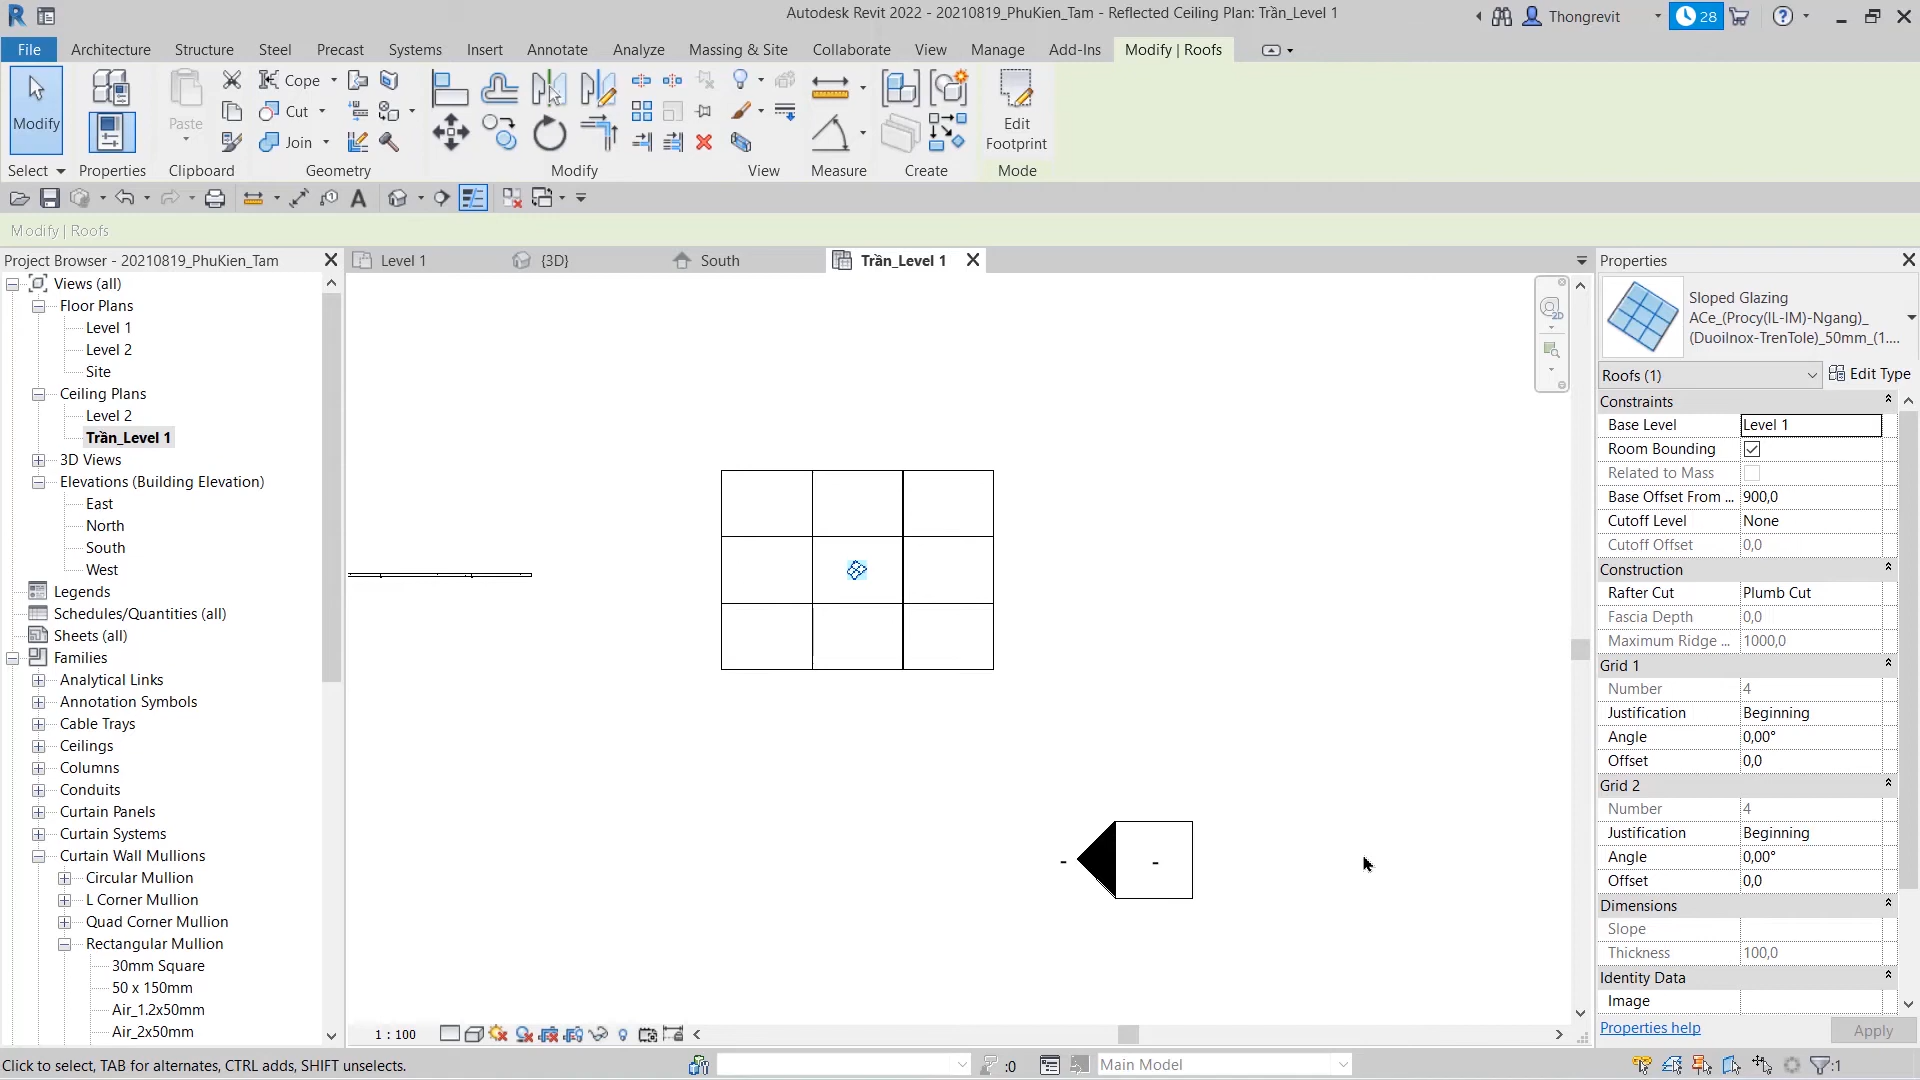 Autodesk Revit 2022 - 20210819_PhuKien_Tam - Reflected Ceiling Plan: Trần_Level 1
Thongrevit
28
File Architecture Structure Steel Precast Systems Insert Annotate Analyze Massing & Site Collaborate View Manage Add-Ins Modify | Roofs
Modify
Paste
Cope
Cut
Join
Edit
Footprint
Select Properties Clipboard Geometry Modify View Measure Create Mode
Modify | Roofs
Project Browser - 20210819_PhuKien_Tam
Level 1 {3D} South Trần_Level 1
Properties
Views (all)
Floor Plans
Level 1
Level 2
Site
Ceiling Plans
Level 2
Trần_Level 1
3D Views
Elevations (Building Elevation)
East
North
South
West
Legends
Schedules/Quantities (all)
Sheets (all)
Families
Analytical Links
Annotation Symbols
Cable Trays
Ceilings
Columns
Conduits
Curtain Panels
Curtain Systems
Curtain Wall Mullions
Circular Mullion
L Corner Mullion
Quad Corner Mullion
Rectangular Mullion
30mm Square
50 x 150mm
Air_1.2x50mm
Air_2x50mm
2D
- -
Sloped Glazing
ACe_(Procy(IL-IM)-Ngang)_
(DuoiInox-TrenTole)_50mm_(1....
Roofs (1) Edit Type
Constraints
Base Level Level 1
Room Bounding
Related to Mass
Base Offset From ... 900,0
Cutoff Level None
Cutoff Offset 0,0
Construction
Rafter Cut Plumb Cut
Fascia Depth 0,0
Maximum Ridge ... 1000,0
Grid 1
Number 4
Justification Beginning
Angle 0,00°
Offset 0,0
Grid 2
Number 4
Justification Beginning
Angle 0,00°
Offset 0,0
Dimensions
Slope
Thickness 100,0
Identity Data
Image
Properties help Apply
1 : 100
Click to select, TAB for alternates, CTRL adds, SHIFT unselects.
:0
Main Model
:1